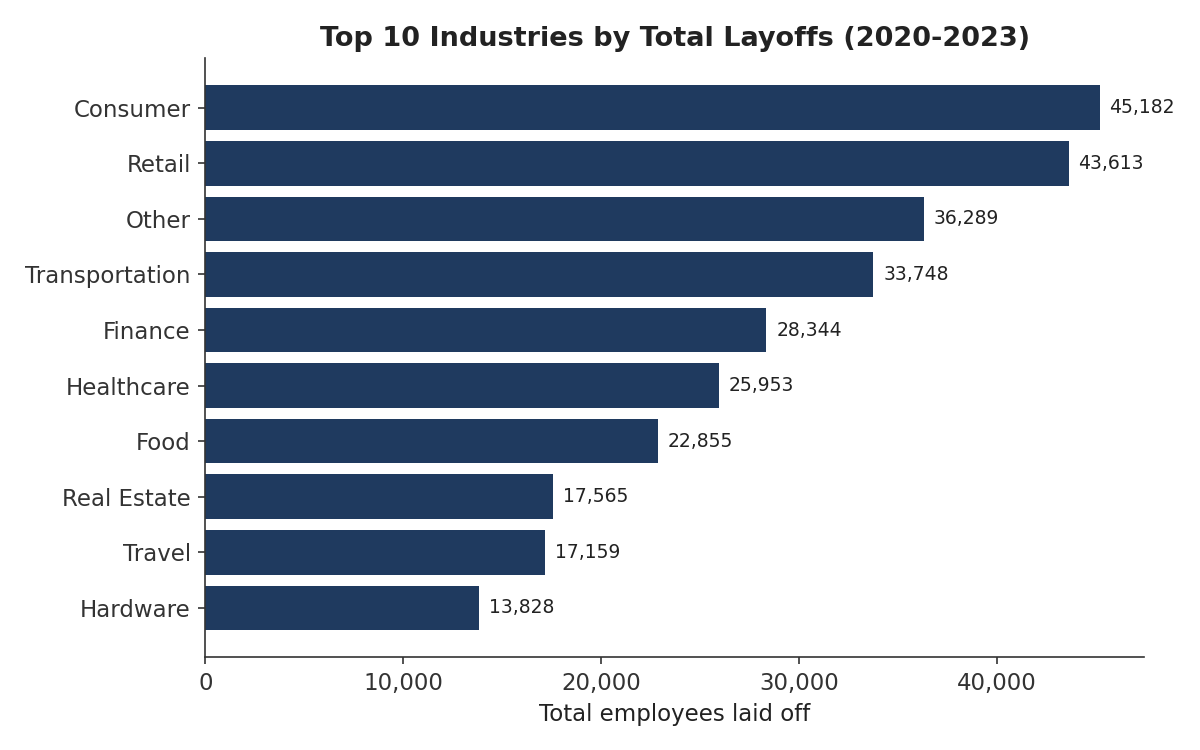 Top 10 Industries by Total Layoffs (2020-2023)
Consumer 45,182
Retail 43,613
Other 36,289
Transportation 33,748
Finance 28,344
Healthcare 25,953
Food 22,855
Real Estate 17,565
Travel 17,159
Hardware 13,828
0 10,000 20,000 30,000 40,000
Total employees laid off